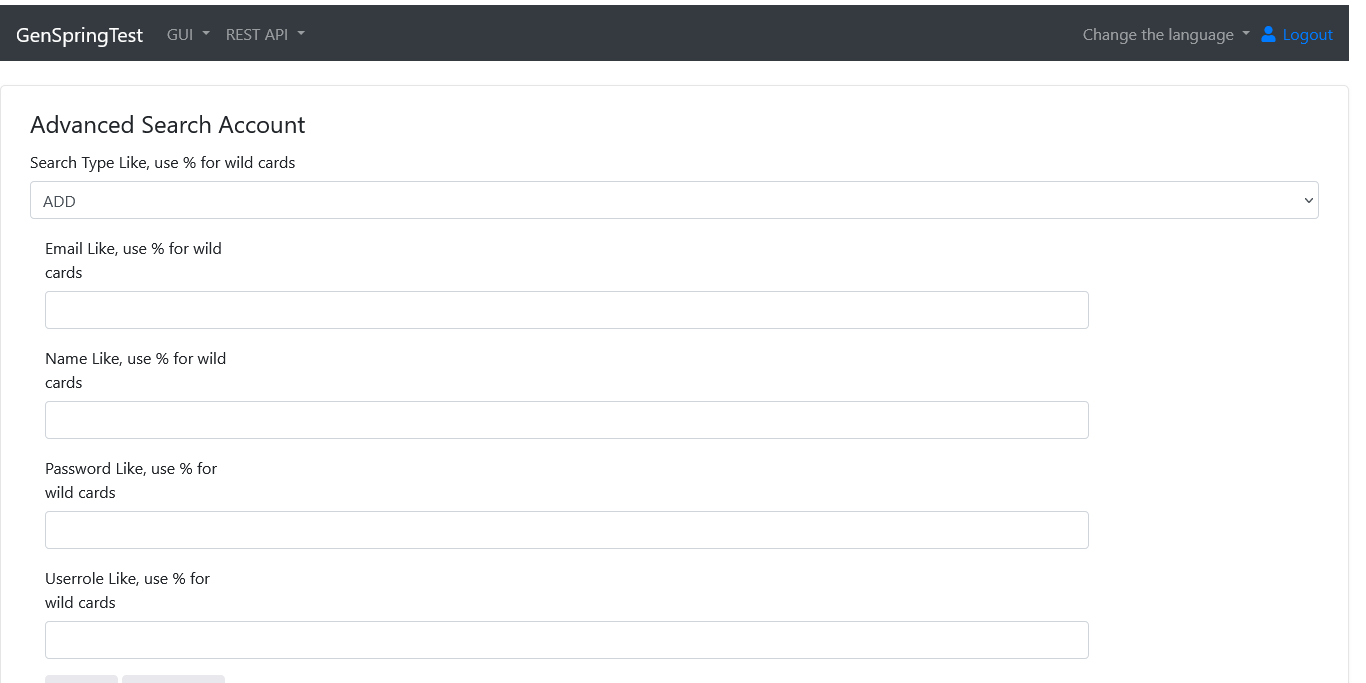 GenSpringTest GUI REST API Change the language Logout
Advanced Search Account
Search Type Like, use % for wild cards
ADD
Email Like, use % for wild
cards
Name Like, use % for wild
cards
Password Like, use % for
wild cards
Userrole Like, use % for
wild cards